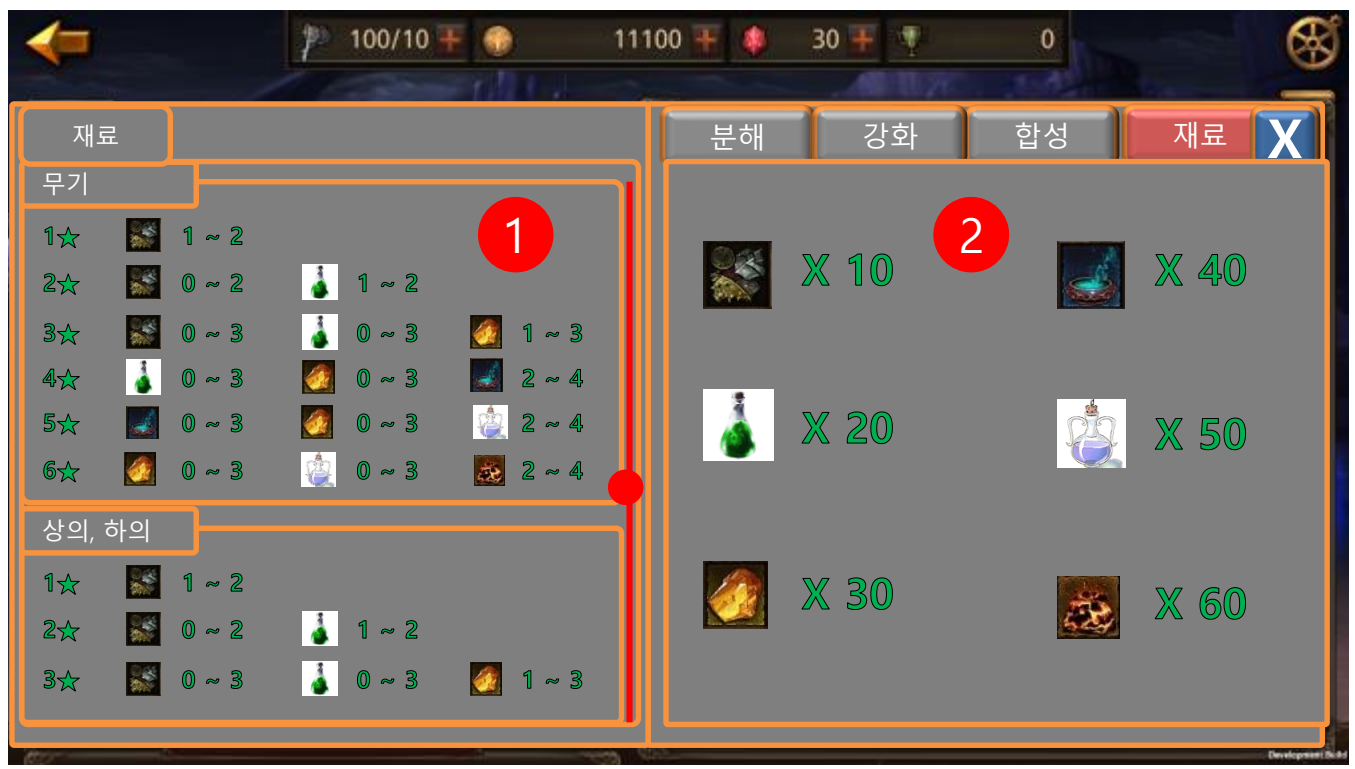 100/10 11100 30 0
재료
분해 강화 합성 재료 X
무기
1★ 1 ~ 2
2★ 0 ~ 2 1 ~ 2
3★ 0 ~ 3 0 ~ 3 1 ~ 3
4★ 0 ~ 3 0 ~ 3 2 ~ 4
5★ 0 ~ 3 0 ~ 3 2 ~ 4
6★ 0 ~ 3 0 ~ 3 2 ~ 4
1
상의, 하의
1★ 1 ~ 2
2★ 0 ~ 2 1 ~ 2
3★ 0 ~ 3 0 ~ 3 1 ~ 3
2
X 10 X 40
X 20 X 50
X 30 X 60
Development Build